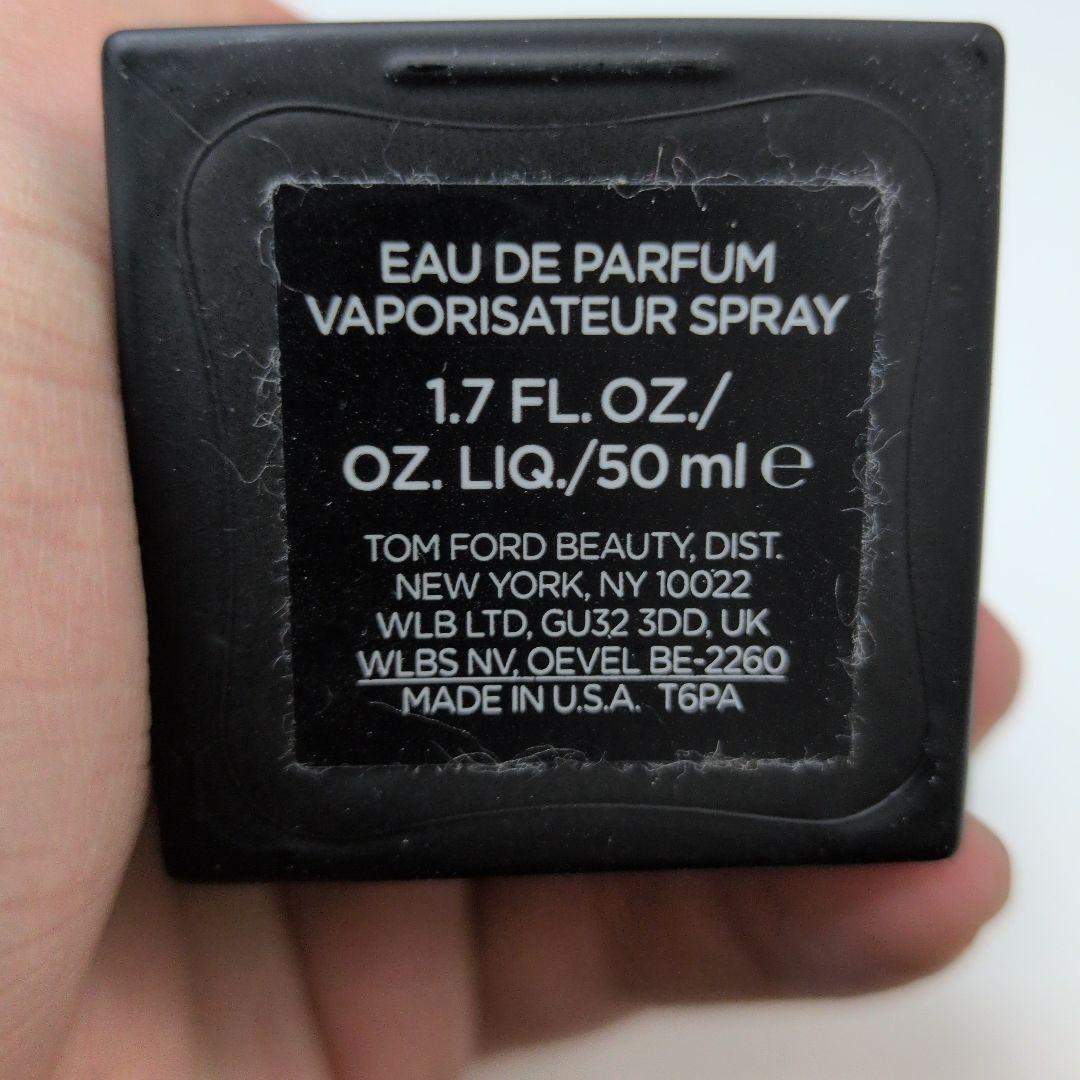 EAU DE PARFUM
VAPORISATEUR SPRAY
1.7 FL. OZ./
OZ. LIQ./50 ml ℮
TOM FORD BEAUTY, DIST.
NEW YORK, NY 10022
WLB LTD, GU32 3DD, UK
WLBS NV, OEVEL BE-2260
MADE IN U.S.A. T6PA